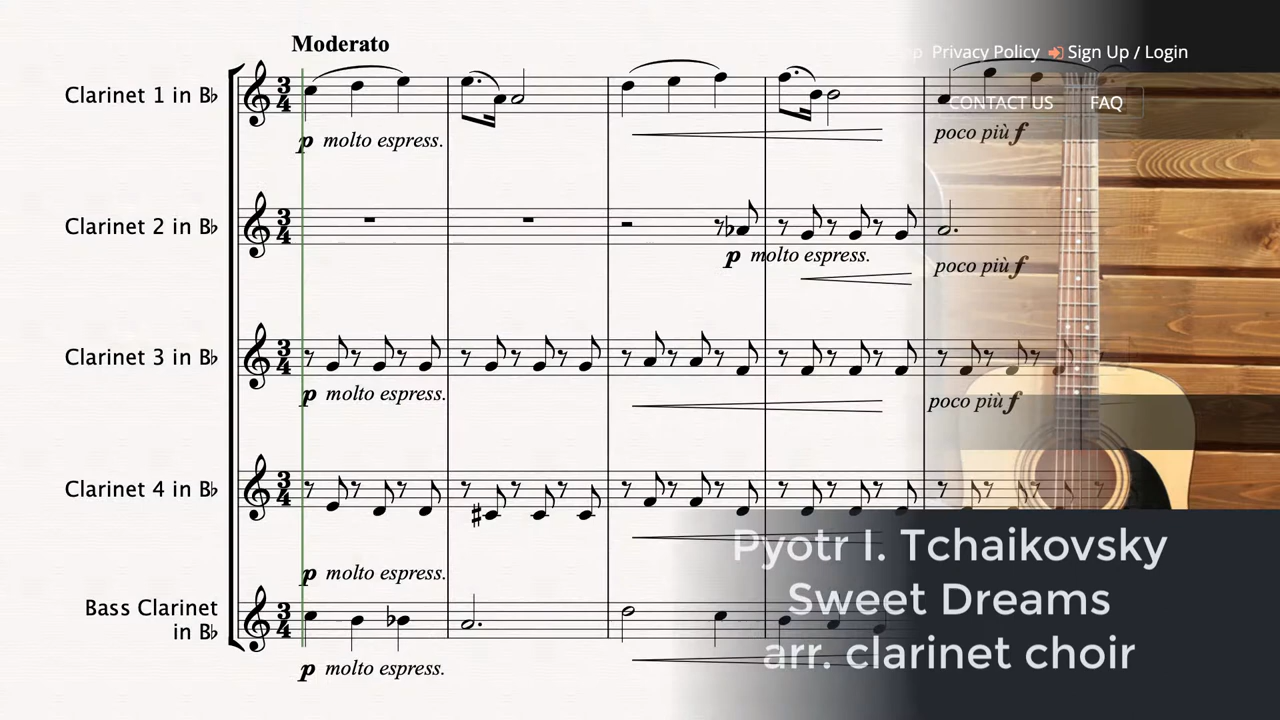 Moderato
p Privacy Policy Sign Up / Login
CONTACT US FAQ
Clarinet 1 in B♭
p molto espress.
poco più f
Clarinet 2 in B♭
p molto espress.
poco più f
Clarinet 3 in B♭
p molto espress.
poco più f
Clarinet 4 in B♭
p molto espress.
Bass Clarinet
in B♭
p molto espress.
Pyotr I. Tchaikovsky
Sweet Dreams
arr. clarinet choir